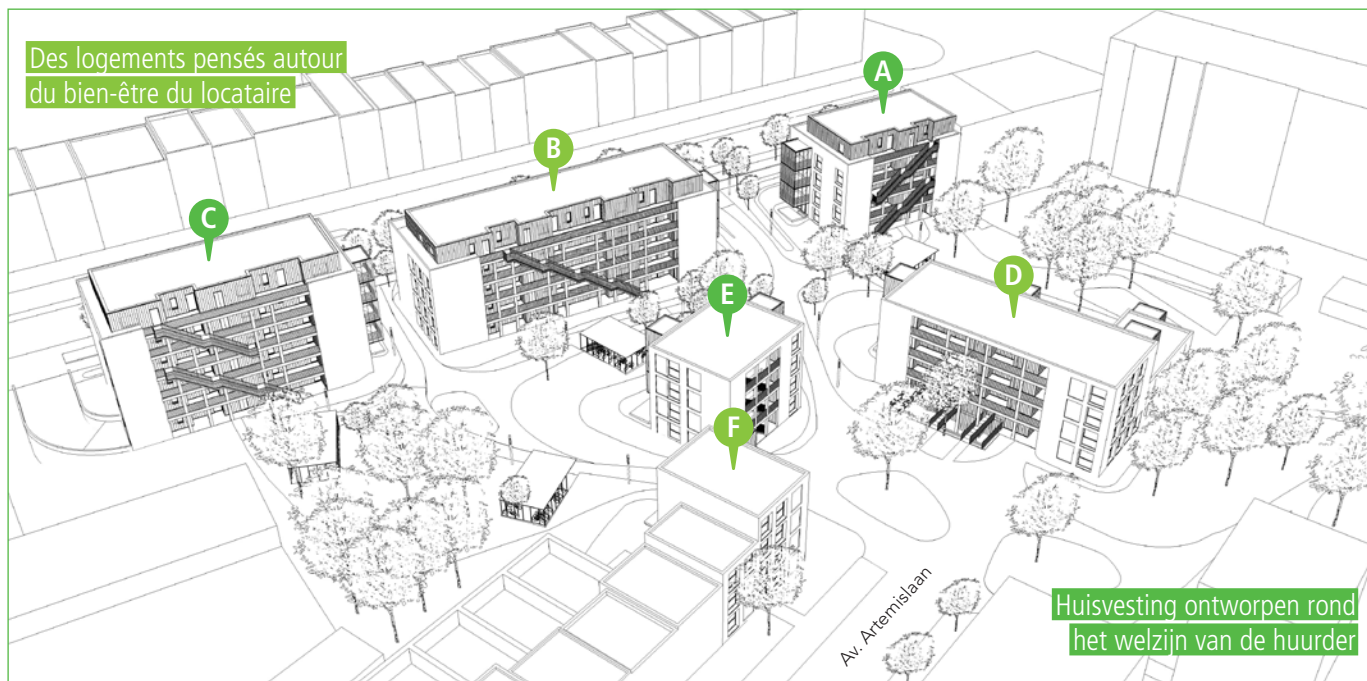 Des logements pensés autour
du bien-être du locataire
A
B
C
E
D
F
Av. Artemislaan
Huisvesting ontworpen rond
het welzijn van de huurder